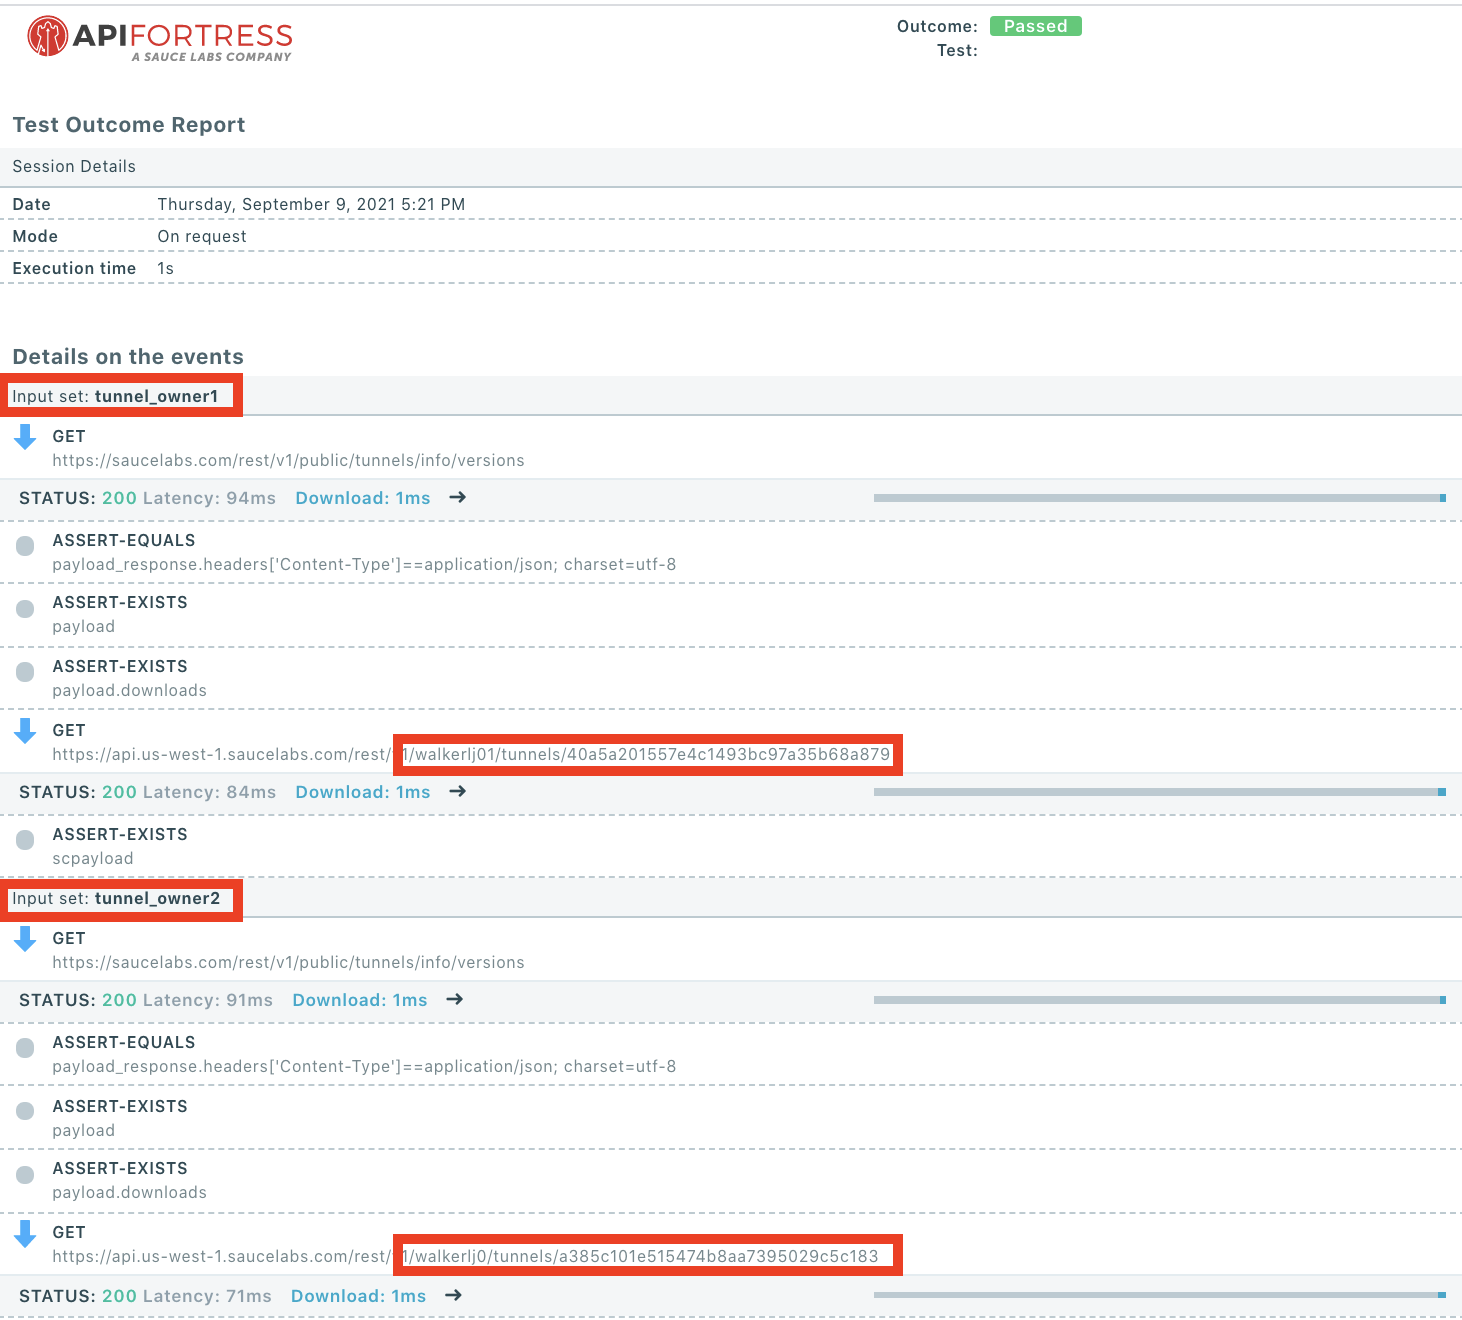 APIFORTRESS
A SAUCE LABS COMPANY
Outcome: Passed
Test:
Test Outcome Report
Session Details
Date Thursday, September 9, 2021 5:21 PM
Mode On request
Execution time 1s
Details on the events
Input set: tunnel_owner1
GET
https://saucelabs.com/rest/v1/public/tunnels/info/versions
STATUS: 200 Latency: 94ms Download: 1ms →
ASSERT-EQUALS
payload_response.headers['Content-Type']==application/json; charset=utf-8
ASSERT-EXISTS
payload
ASSERT-EXISTS
payload.downloads
GET
https://api.us-west-1.saucelabs.com/rest/v1/walkerlj01/tunnels/40a5a201557e4c1493bc97a35b68a879
STATUS: 200 Latency: 84ms Download: 1ms →
ASSERT-EXISTS
scpayload
Input set: tunnel_owner2
GET
https://saucelabs.com/rest/v1/public/tunnels/info/versions
STATUS: 200 Latency: 91ms Download: 1ms →
ASSERT-EQUALS
payload_response.headers['Content-Type']==application/json; charset=utf-8
ASSERT-EXISTS
payload
ASSERT-EXISTS
payload.downloads
GET
https://api.us-west-1.saucelabs.com/rest/v1/walkerlj0/tunnels/a385c101e515474b8aa7395029c5c183
STATUS: 200 Latency: 71ms Download: 1ms →